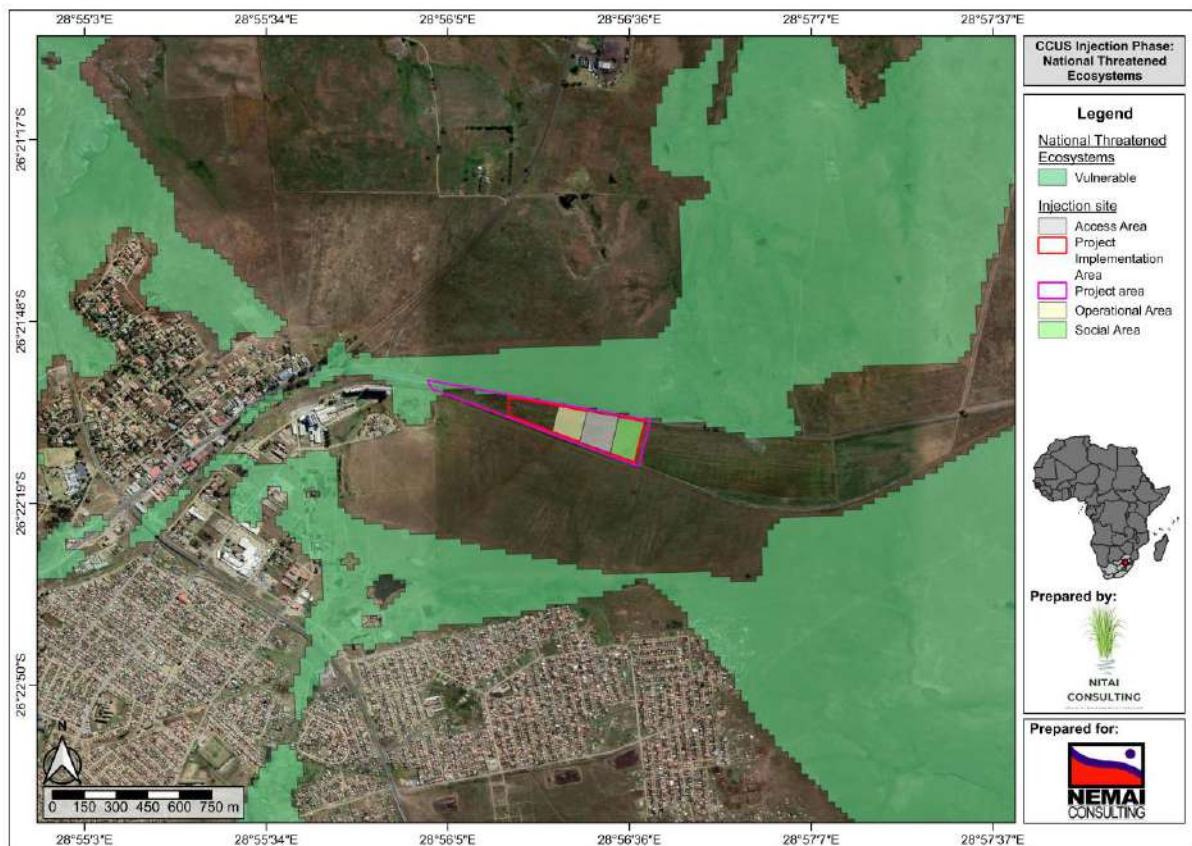 28°55'3"E 28°55'34"E 28°56'5"E 28°56'36"E 28°57'7"E 28°57'37"E
CCUS Injection Phase:
National Threatened
Ecosystems
Legend
National Threatened
Ecosystems
Vulnerable
Injection site
Access Area
Project
Implementation
Area
Project area
Operational Area
Social Area
26°21'17"S
26°21'48"S
26°22'19"S
26°22'50"S
N
0 150 300 450 600 750 m
28°55'3"E 28°55'34"E 28°56'5"E 28°56'36"E 28°57'7"E 28°57'37"E
Prepared by:
NITAI
CONSULTING
Prepared for:
NEMAI
CONSULTING